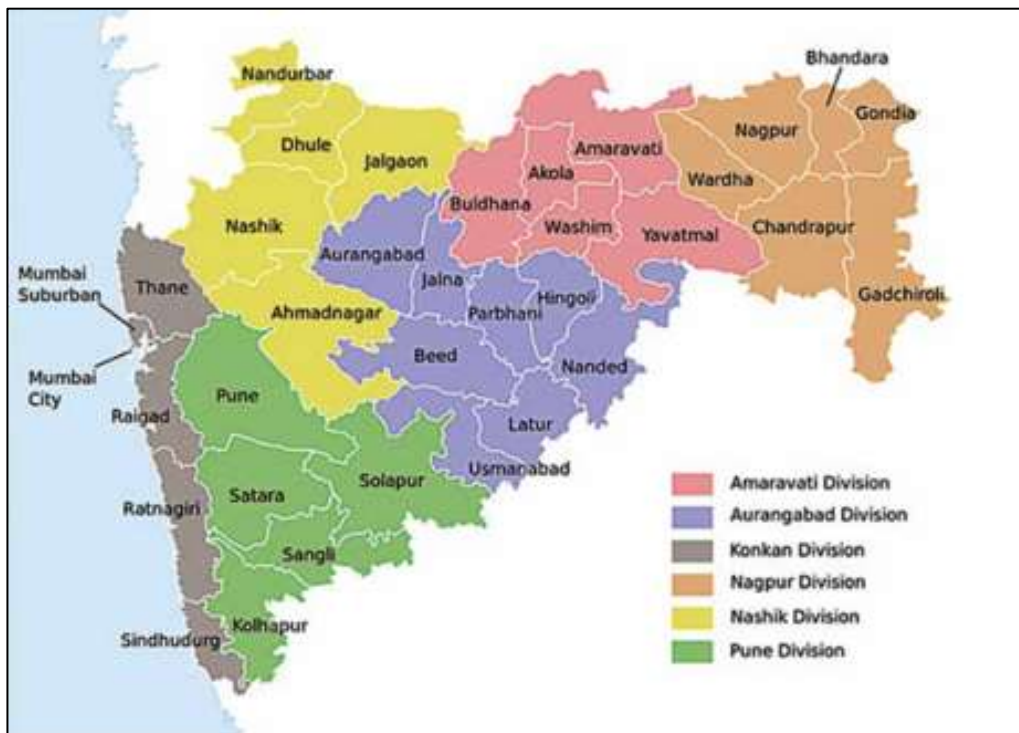 Bhandara
Nandurbar
Gondia
Nagpur
Dhule
Amaravati
Jalgaon
Akola
Wardha
Buldhana
Nashik
Washim
Chandrapur
Yavatmal
Aurangabad
Mumbai
Suburban
Thane
Jalna
Hingoli
Gadchiroli
Ahmadnagar
Parbhani
Beed
Nanded
Mumbai
City
Pune
Raigad
Latur
Usmanabad
Solapur
Satara
Ratnagiri
Sangli
Kolhapur
Sindhudurg
Amaravati Division
Aurangabad Division
Konkan Division
Nagpur Division
Nashik Division
Pune Division